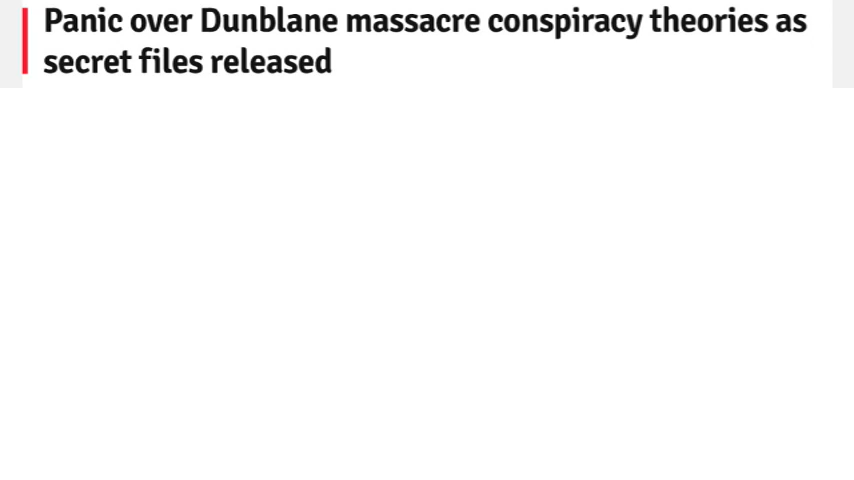 Panic over Dunblane massacre conspiracy theories as
secret files released